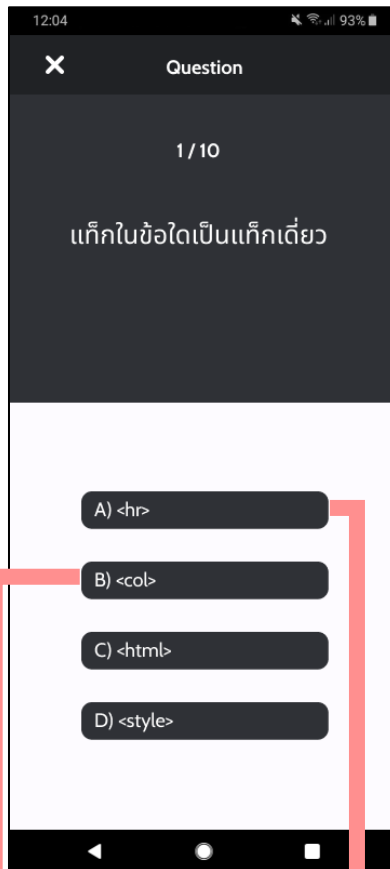 12:04 93%
Question
1 / 10
แท็กในข้อใดเป็นแท็กเดี่ยว
A) <hr>
B) <col>
C) <html>
D) <style>